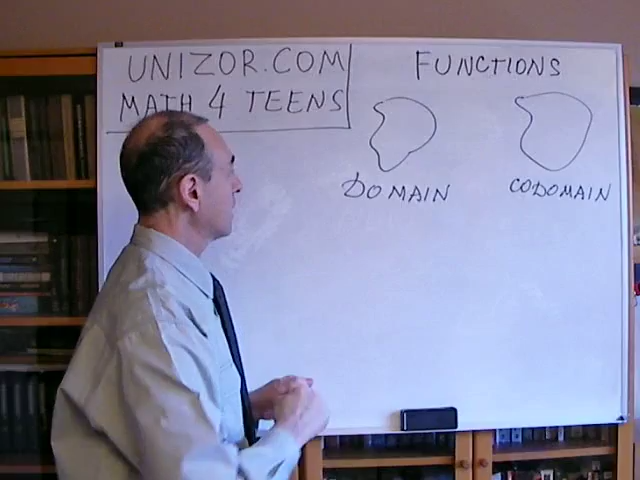 UNIZOR.COM
MATH 4 TEENS
FUNCTIONS
DOMAIN
CODOMAIN